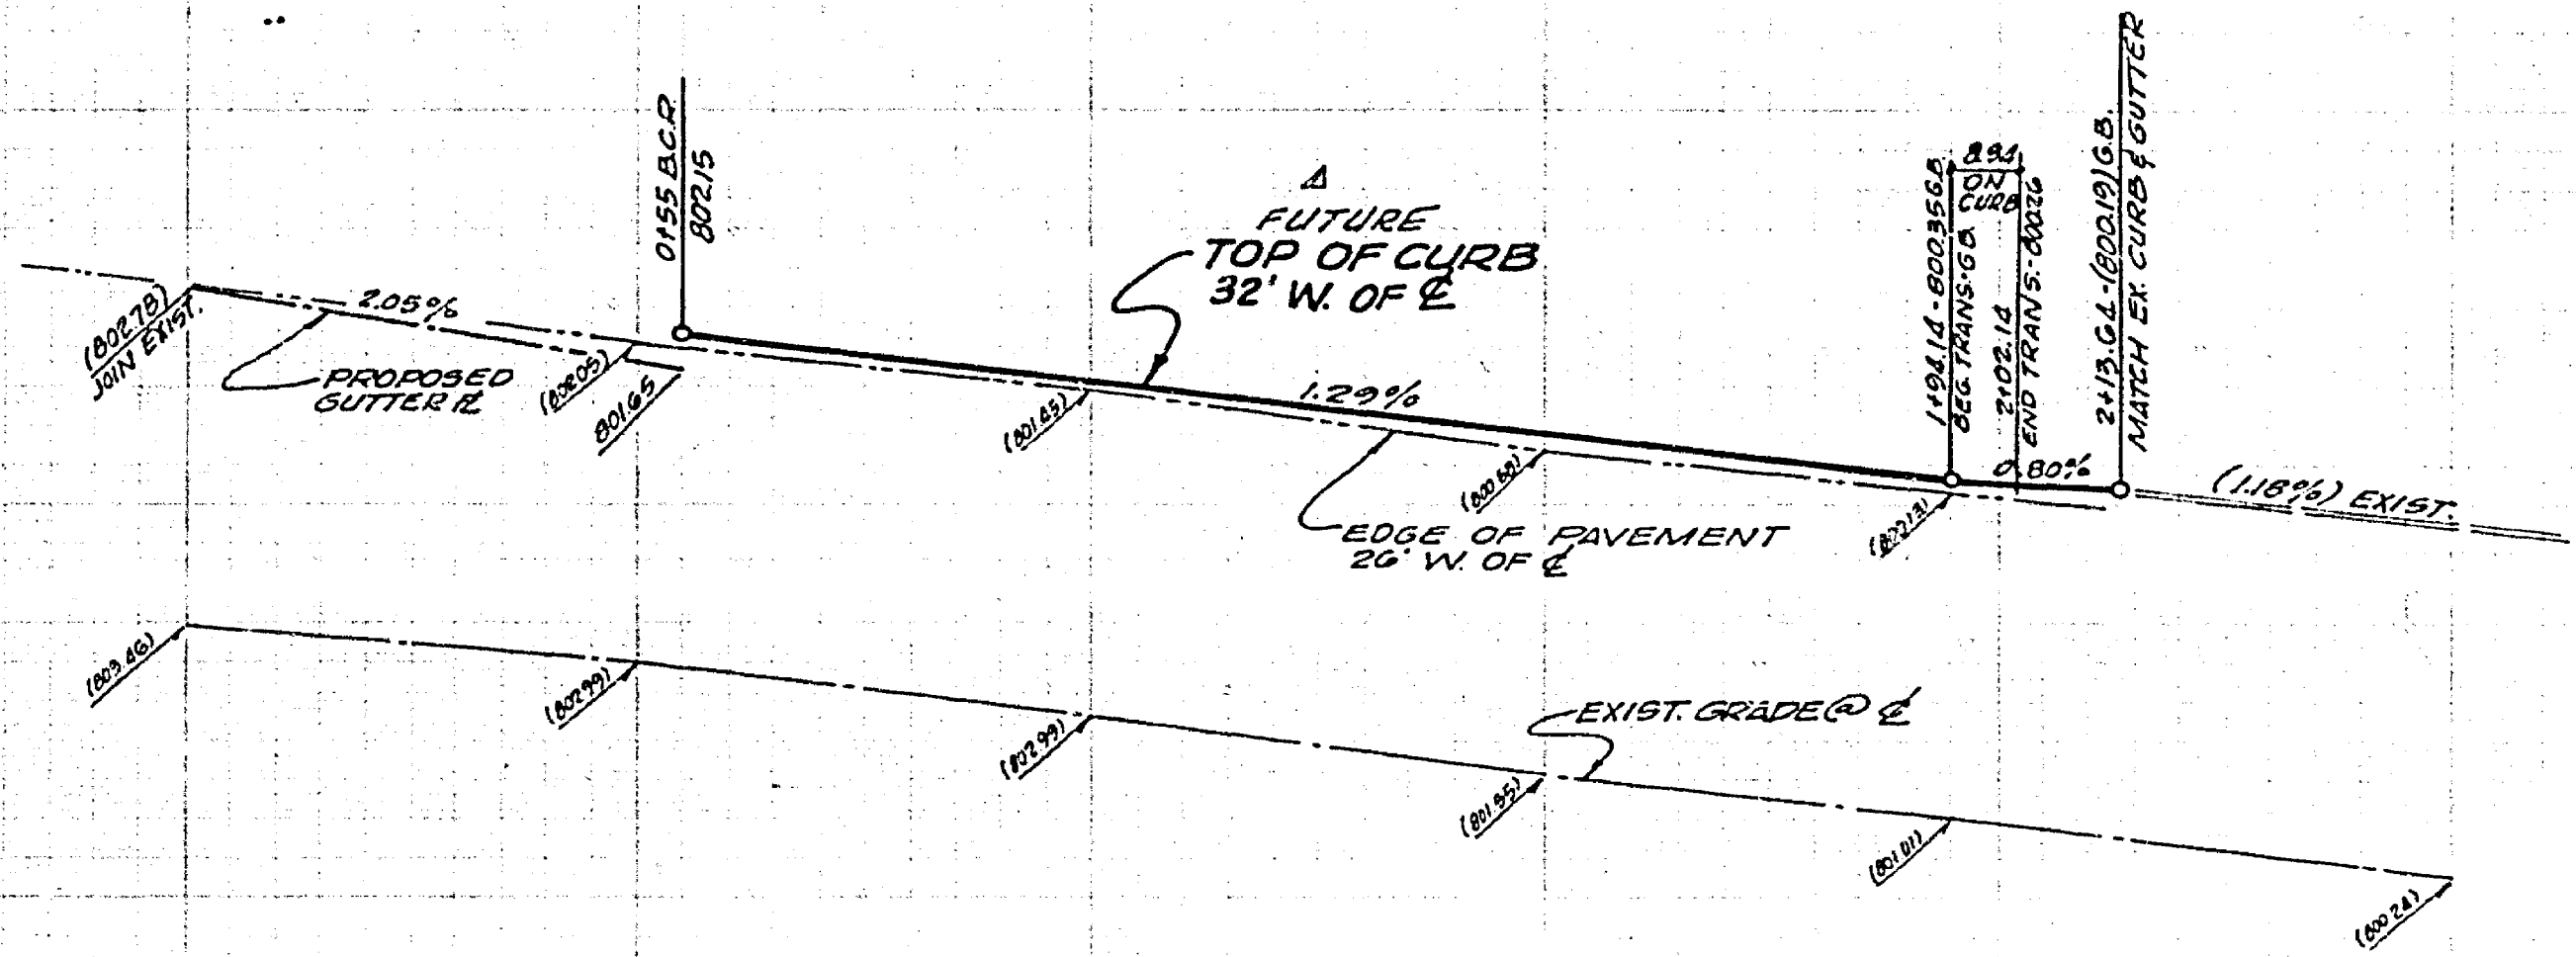 0+55 B.C.R.
802.15
FUTURE
TOP OF CURB
32' W. OF ℄
1+94.14 - 800.35 G.B.
BEG. TRANS.-G.B.
ON
CURB
2+02.14
END TRANS.-800.26
2+13.64-(800.19) G.B.
MATCH EX. CURB & GUTTER
(802.78)
JOIN EXIST.
2.05%
PROPOSED
GUTTER ⅊
(802.05)
801.65
(801.45)
1.29%
(800.68)
EDGE OF PAVEMENT
26' W. OF ℄
0.80%
(800.13)
(1.18%) EXIST.
(803.46)
(802.99)
(802.99)
EXIST. GRADE @ ℄
(801.01)
(800.24)